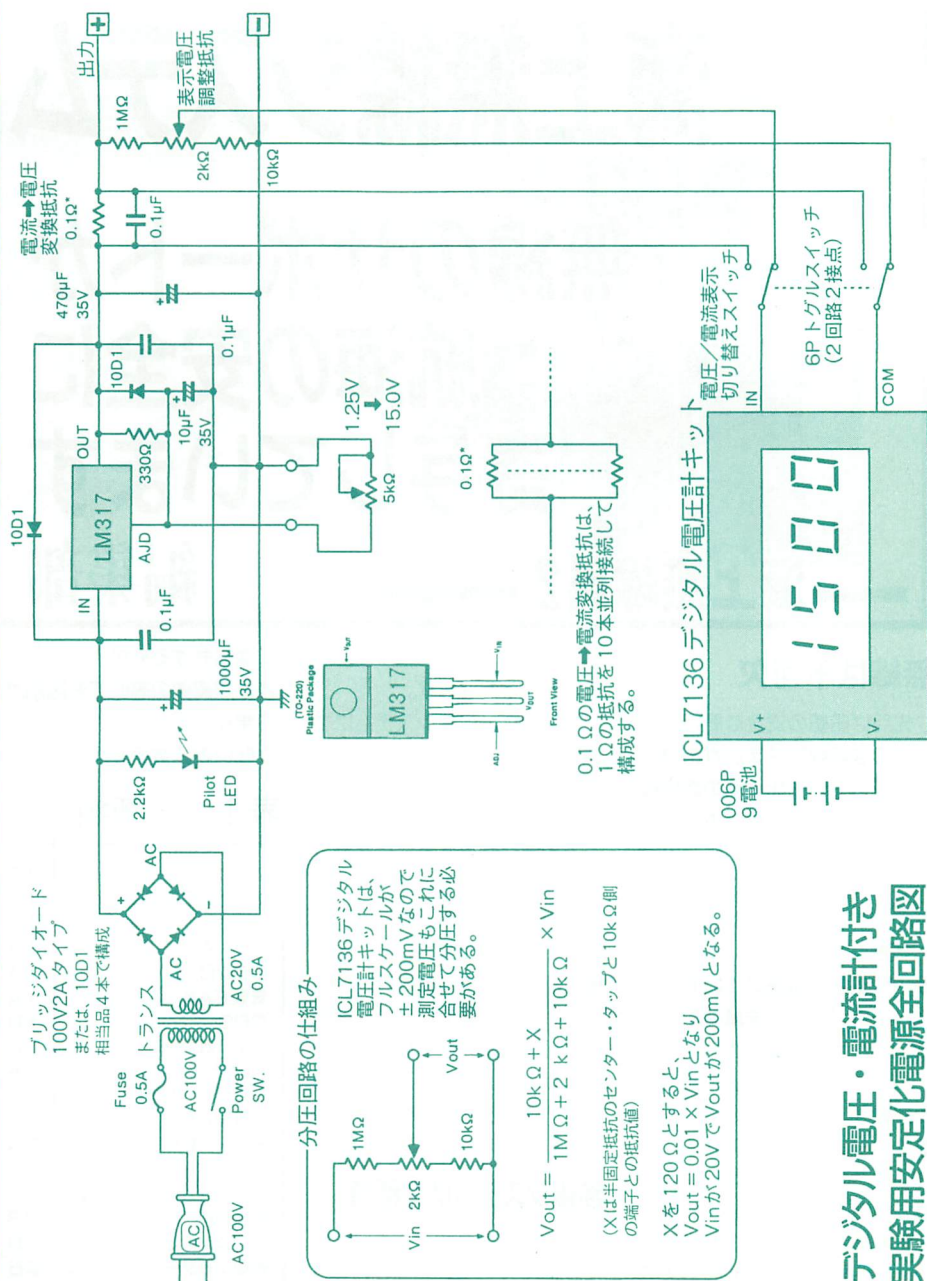 デジタル電圧・電流計付き
実験用安定化電源全回路図
AC
AC100V
Fuse
0.5A
AC100V
Power
SW.
トランス
AC20V
0.5A
ブリッジダイオード
100V2Aタイプ
または、10D1
相当品4本で構成
AC
AC
+
-
2.2kΩ
Pilot
LED
+
1000μF
35V
0.1μF
10D1
IN
LM317
OUT
AJD
330Ω
10D1
10μF
35V
+
0.1μF
470μF
35V
+
電流➡電圧
変換抵抗
0.1Ω*
0.1μF
出力
+
-
1MΩ
2kΩ
10kΩ
表示電圧
調整抵抗
1.25V
➡
15.0V
5kΩ
(TO-220)
Plastic Package
VOUT
LM317
ADJ
VOUT
VIN
Front View
0.1Ω*
0.1Ωの電圧➡電流変換抵抗は、
1Ωの抵抗を10本並列接続して
構成する。
ICL7136デジタル電圧計キット
電圧／電流表示
切り替えスイッチ
6Pトグルスイッチ
(2回路2接点)
IN
COM
V+
V-
1500
006P
9電池
分圧回路の仕組み
Vin
1MΩ
2kΩ
10kΩ
Vout
ICL7136デジタル
電圧計キットは、
フルスケールが
±200mVなので
測定電圧もこれに
合せて分圧する必
要がある。
Vout = 10kΩ+X / 1MΩ+2kΩ+10kΩ × Vin
(Xは半固定抵抗のセンター・タップと10kΩ側
の端子との抵抗値)
Xを120Ωとすると、
Vout = 0.01×Vinとなり
Vinが20VでVoutが200mVとなる。